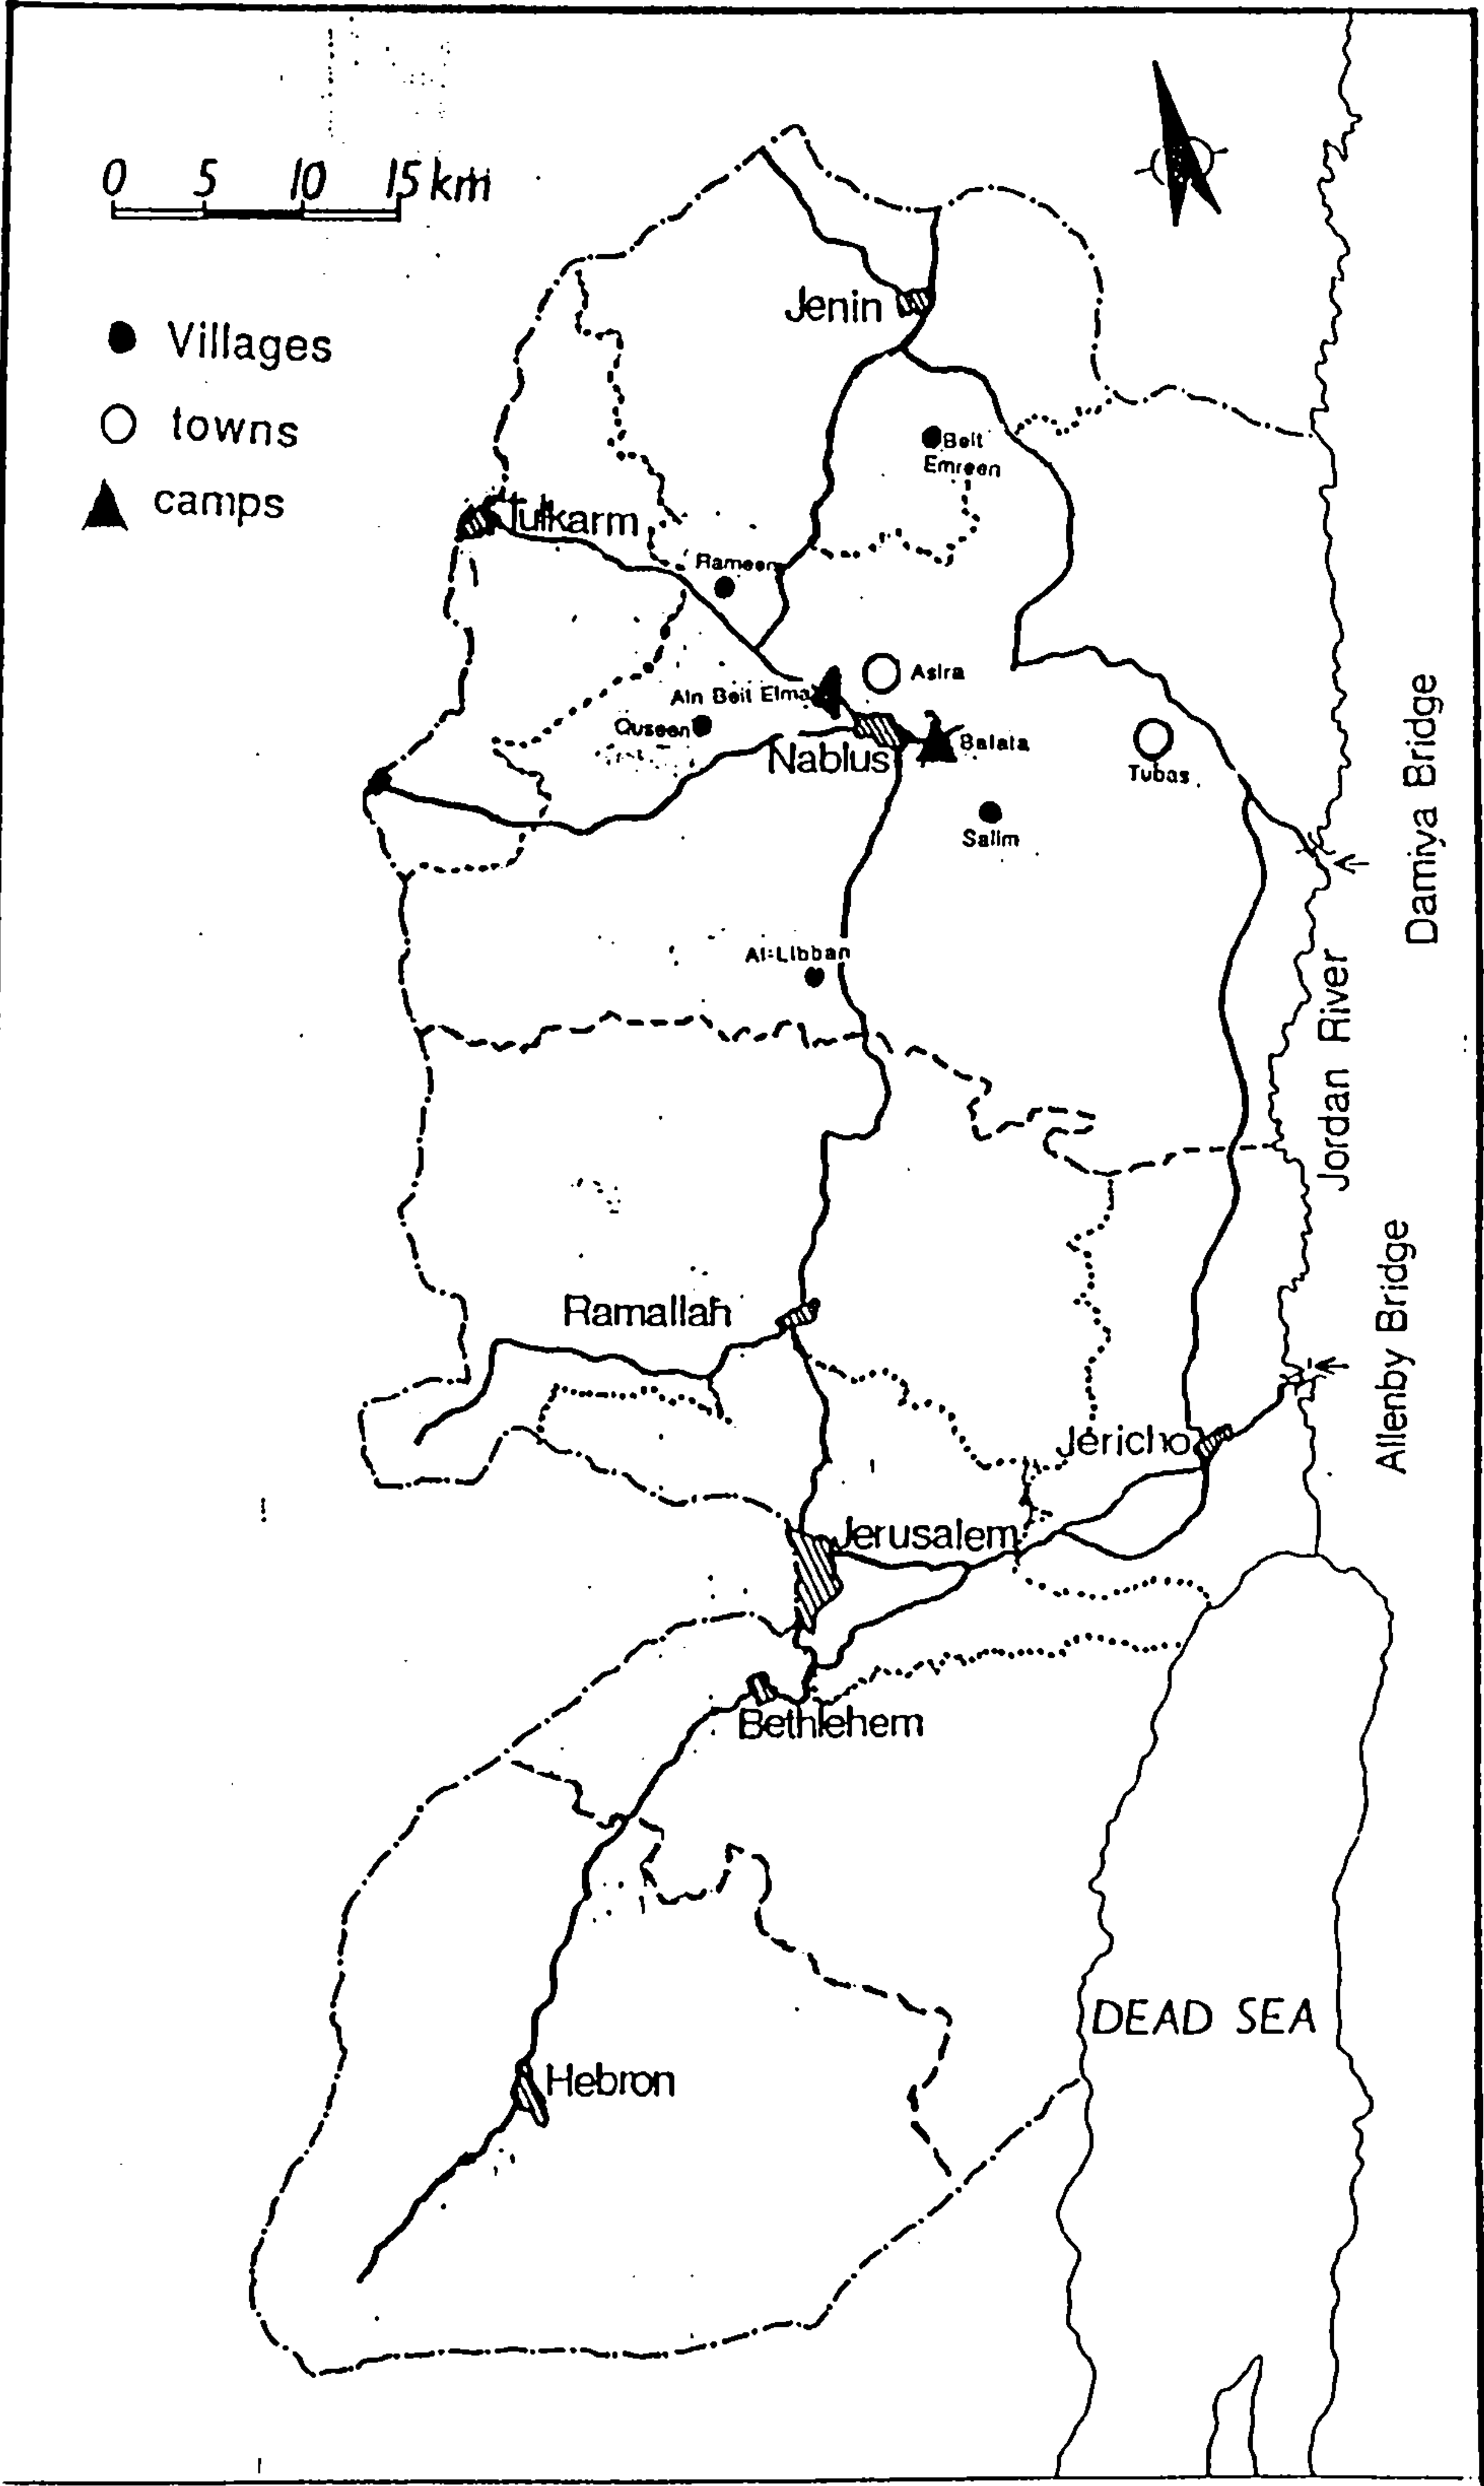 0 5 10 15 km
Villages
towns
camps
Jenin
Beit
Emreen
Tulkarm
Rameen
Asira
Ain Beit Elma
Quseen
Nablus
Balata
Tubas
Salim
Damiya Bridge
Al-Libban
Jordan River
Ramallah
Allenby Bridge
Jericho
Jerusalem
Bethlehem
DEAD SEA
Hebron